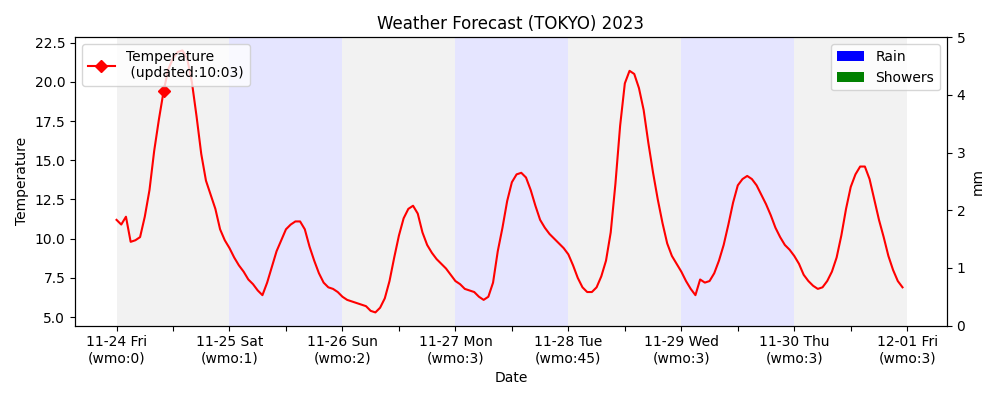 Weather Forecast (TOKYO) 2023
Temperature
(updated:10:03)
Rain
Showers
22.5
20.0
17.5
15.0
12.5
10.0
7.5
5.0
Temperature
5
4
3
2
1
0
mm
11-24 Fri
(wmo:0)
11-25 Sat
(wmo:1)
11-26 Sun
(wmo:2)
11-27 Mon
(wmo:3)
11-28 Tue
(wmo:45)
11-29 Wed
(wmo:3)
11-30 Thu
(wmo:3)
12-01 Fri
(wmo:3)
Date